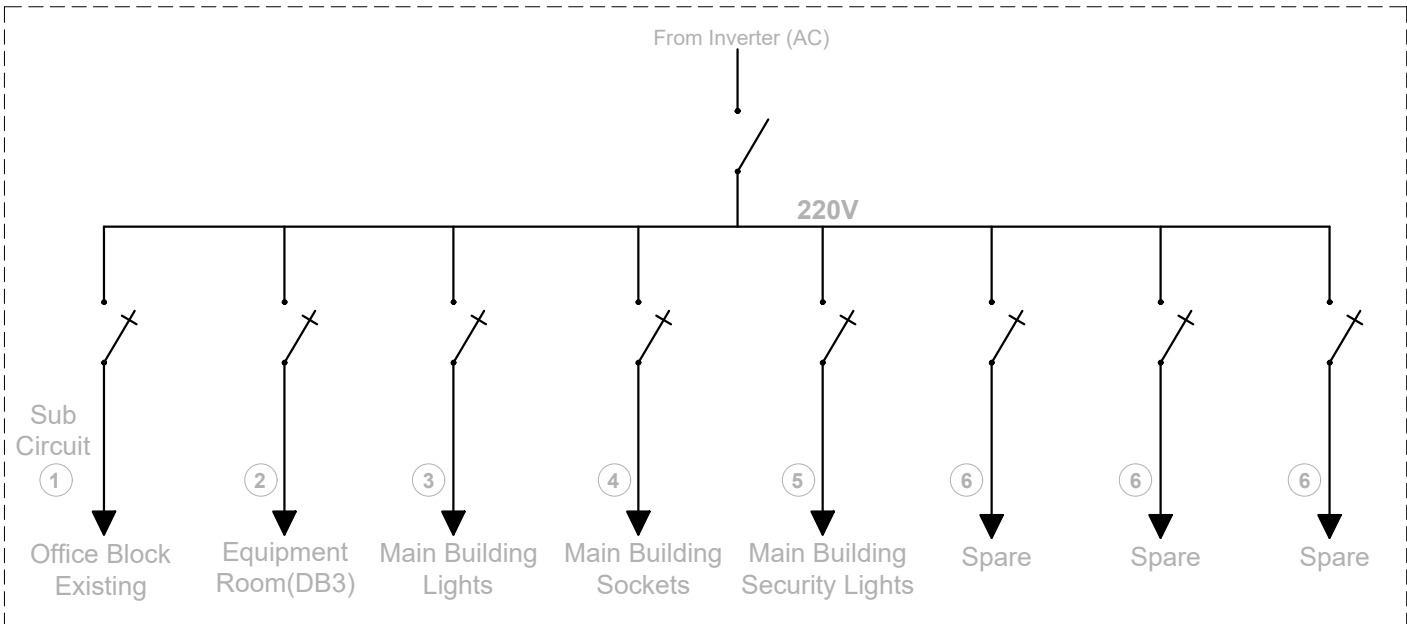 From Inverter (AC)
220V
Sub
Circuit
1
2
3
4
5
6
6
6
Office Block
Existing
Equipment
Room(DB3)
Main Building
Lights
Main Building
Sockets
Main Building
Security Lights
Spare
Spare
Spare